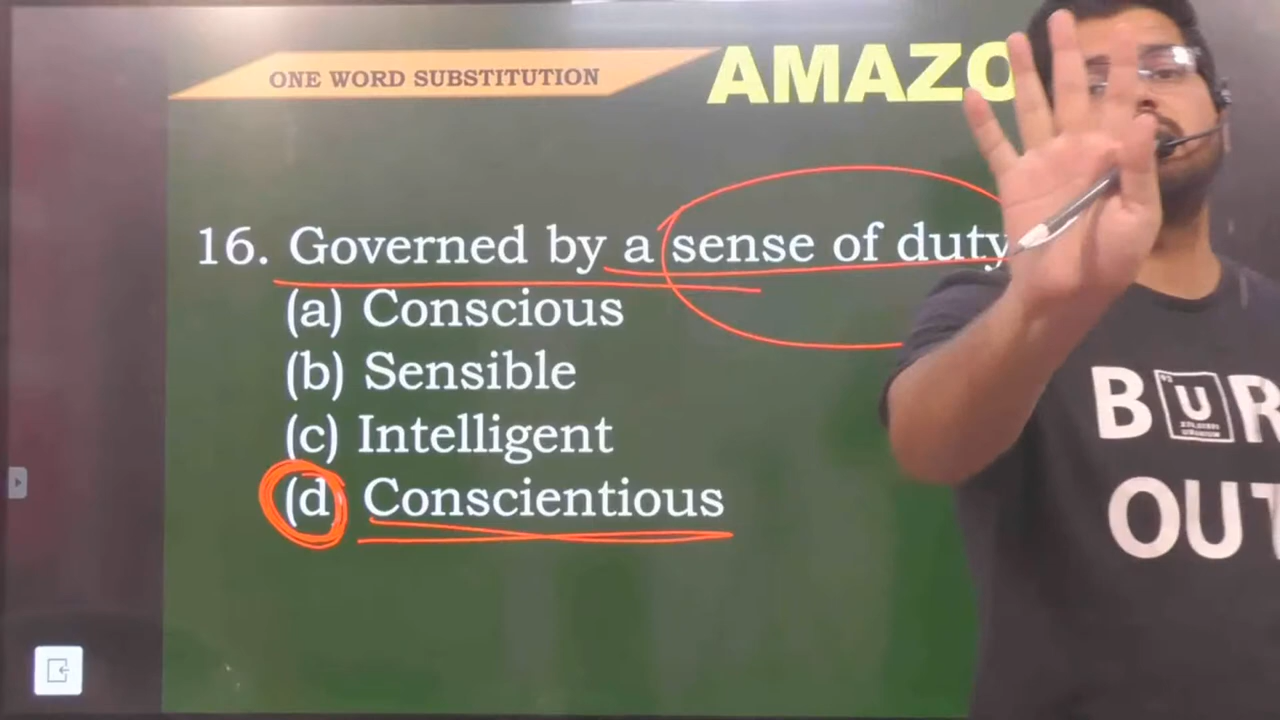 ONE WORD SUBSTITUTION
AMAZO
16. Governed by a sense of duty
(a) Conscious
(b) Sensible
(c) Intelligent
(d) Conscientious
B U R
OUT